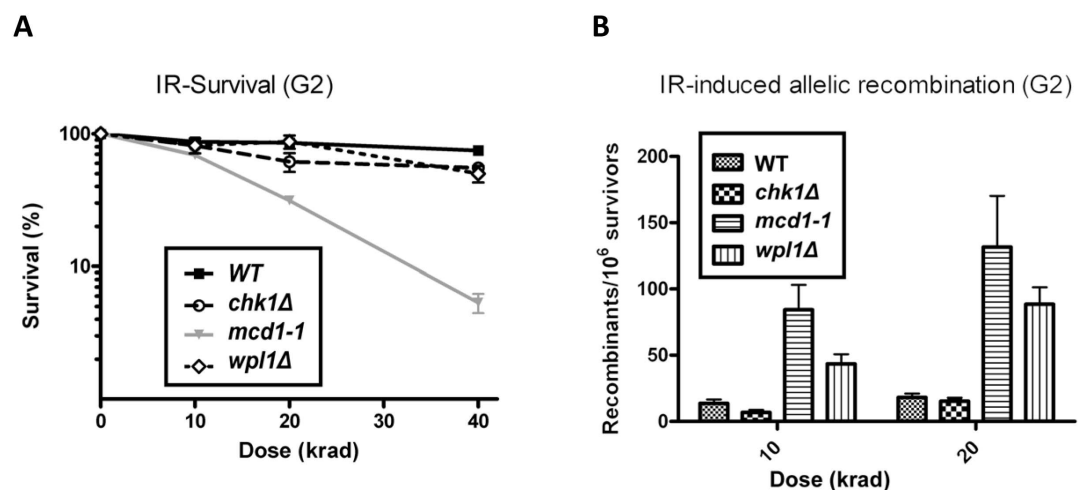 A
IR-Survival (G2)
Survival (%)
100
10
WT
chk1Δ
mcd1-1
wpl1Δ
0
10
20
30
40
Dose (krad)
B
IR-induced allelic recombination (G2)
Recombinants/10⁶ survivors
200
150
100
50
0
WT
chk1Δ
mcd1-1
wpl1Δ
10
20
Dose (krad)